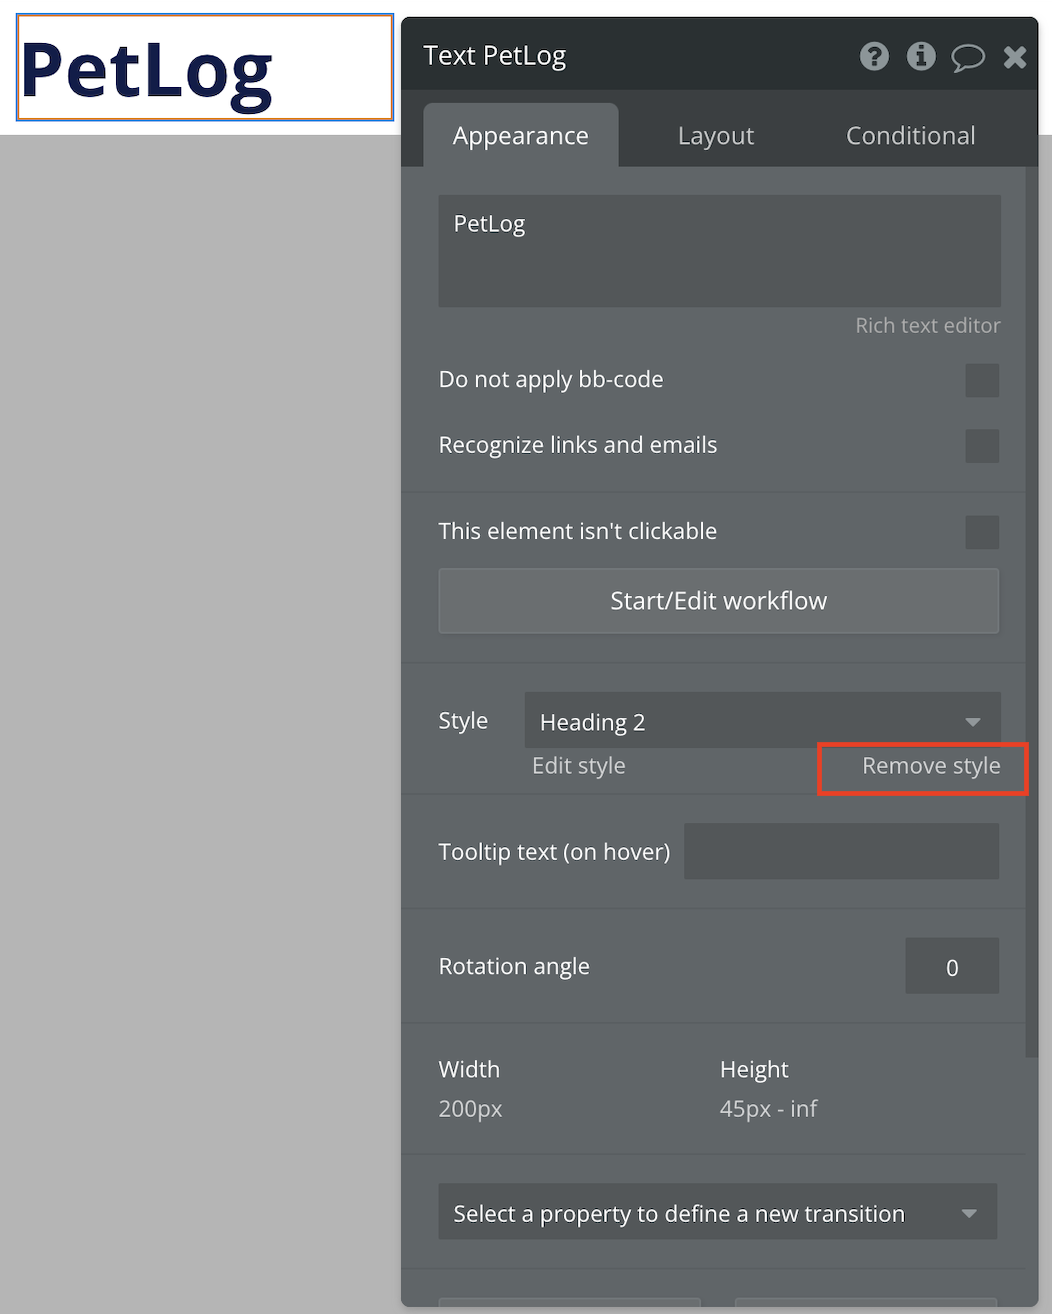 PetLog
Text PetLog
Appearance Layout Conditional
PetLog
Rich text editor
Do not apply bb-code
Recognize links and emails
This element isn't clickable
Start/Edit workflow
Style Heading 2
Edit style Remove style
Tooltip text (on hover)
Rotation angle 0
Width Height
200px 45px - inf
Select a property to define a new transition